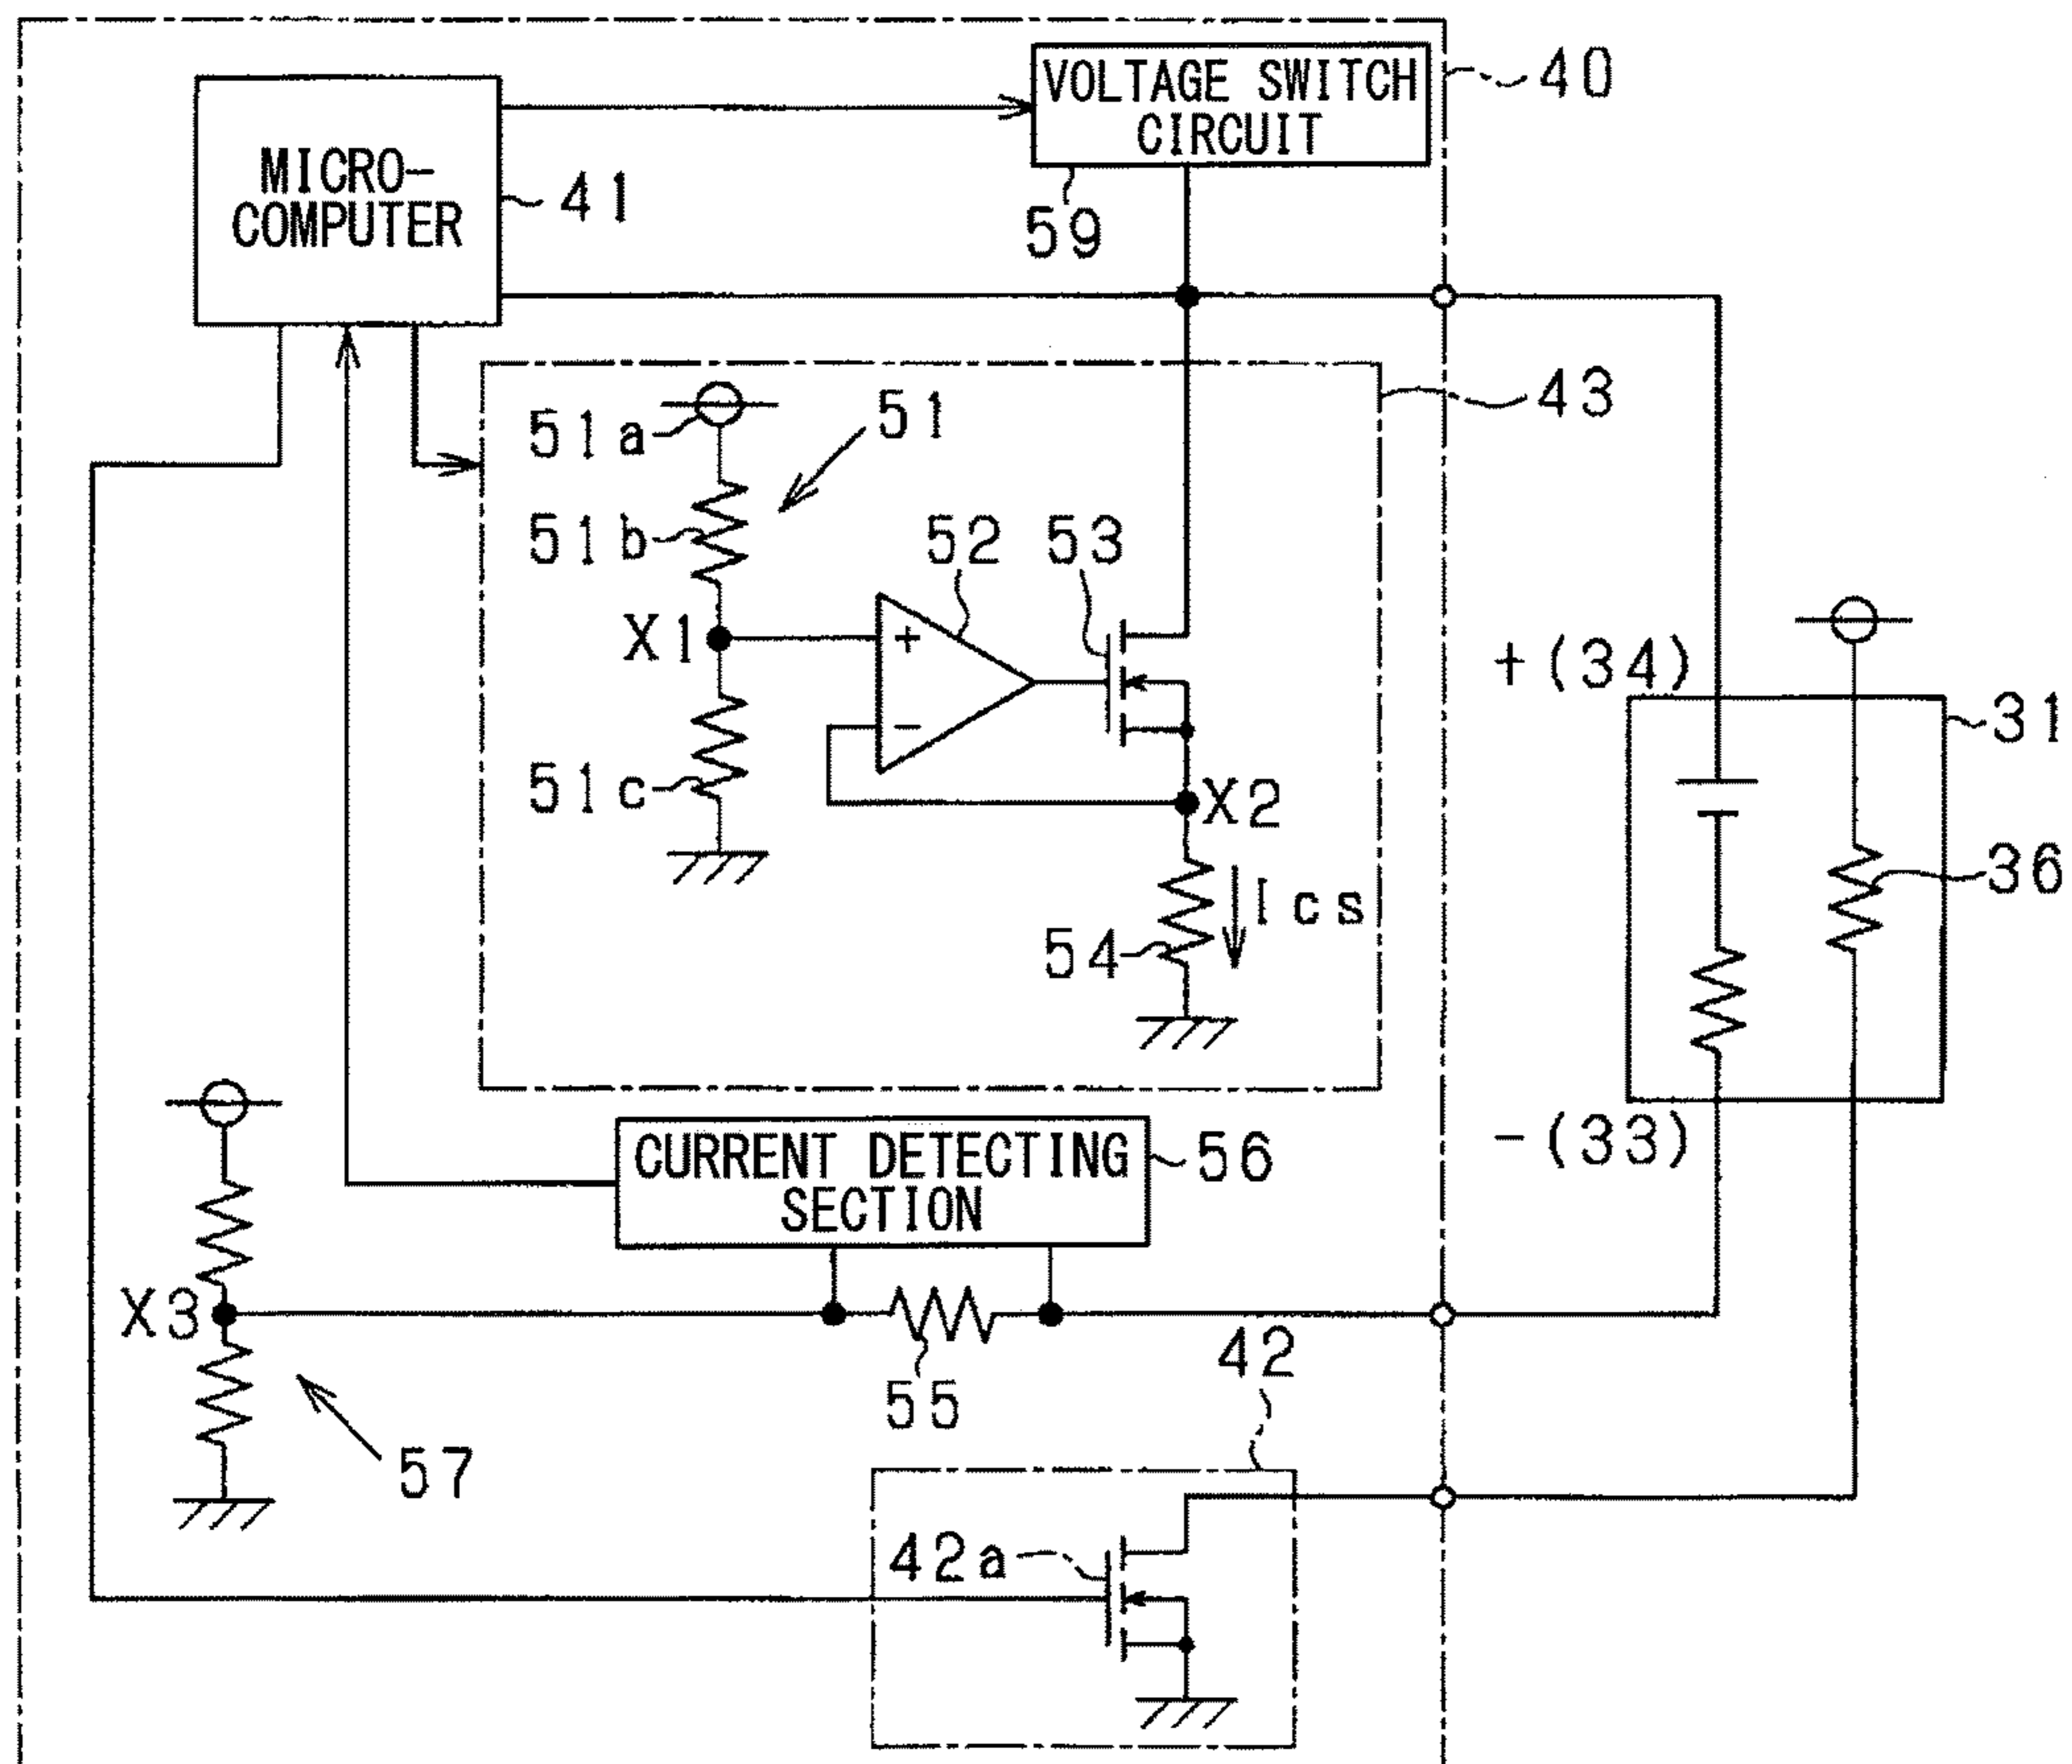 VOLTAGE SWITCH
CIRCUIT
40
MICRO-
COMPUTER
41
59
43
51a
51
51b
52
53
X1
+
-
+(34)
31
51c
X2
36
Ics
54
-(33)
CURRENT DETECTING
SECTION
56
X3
42
55
57
42a